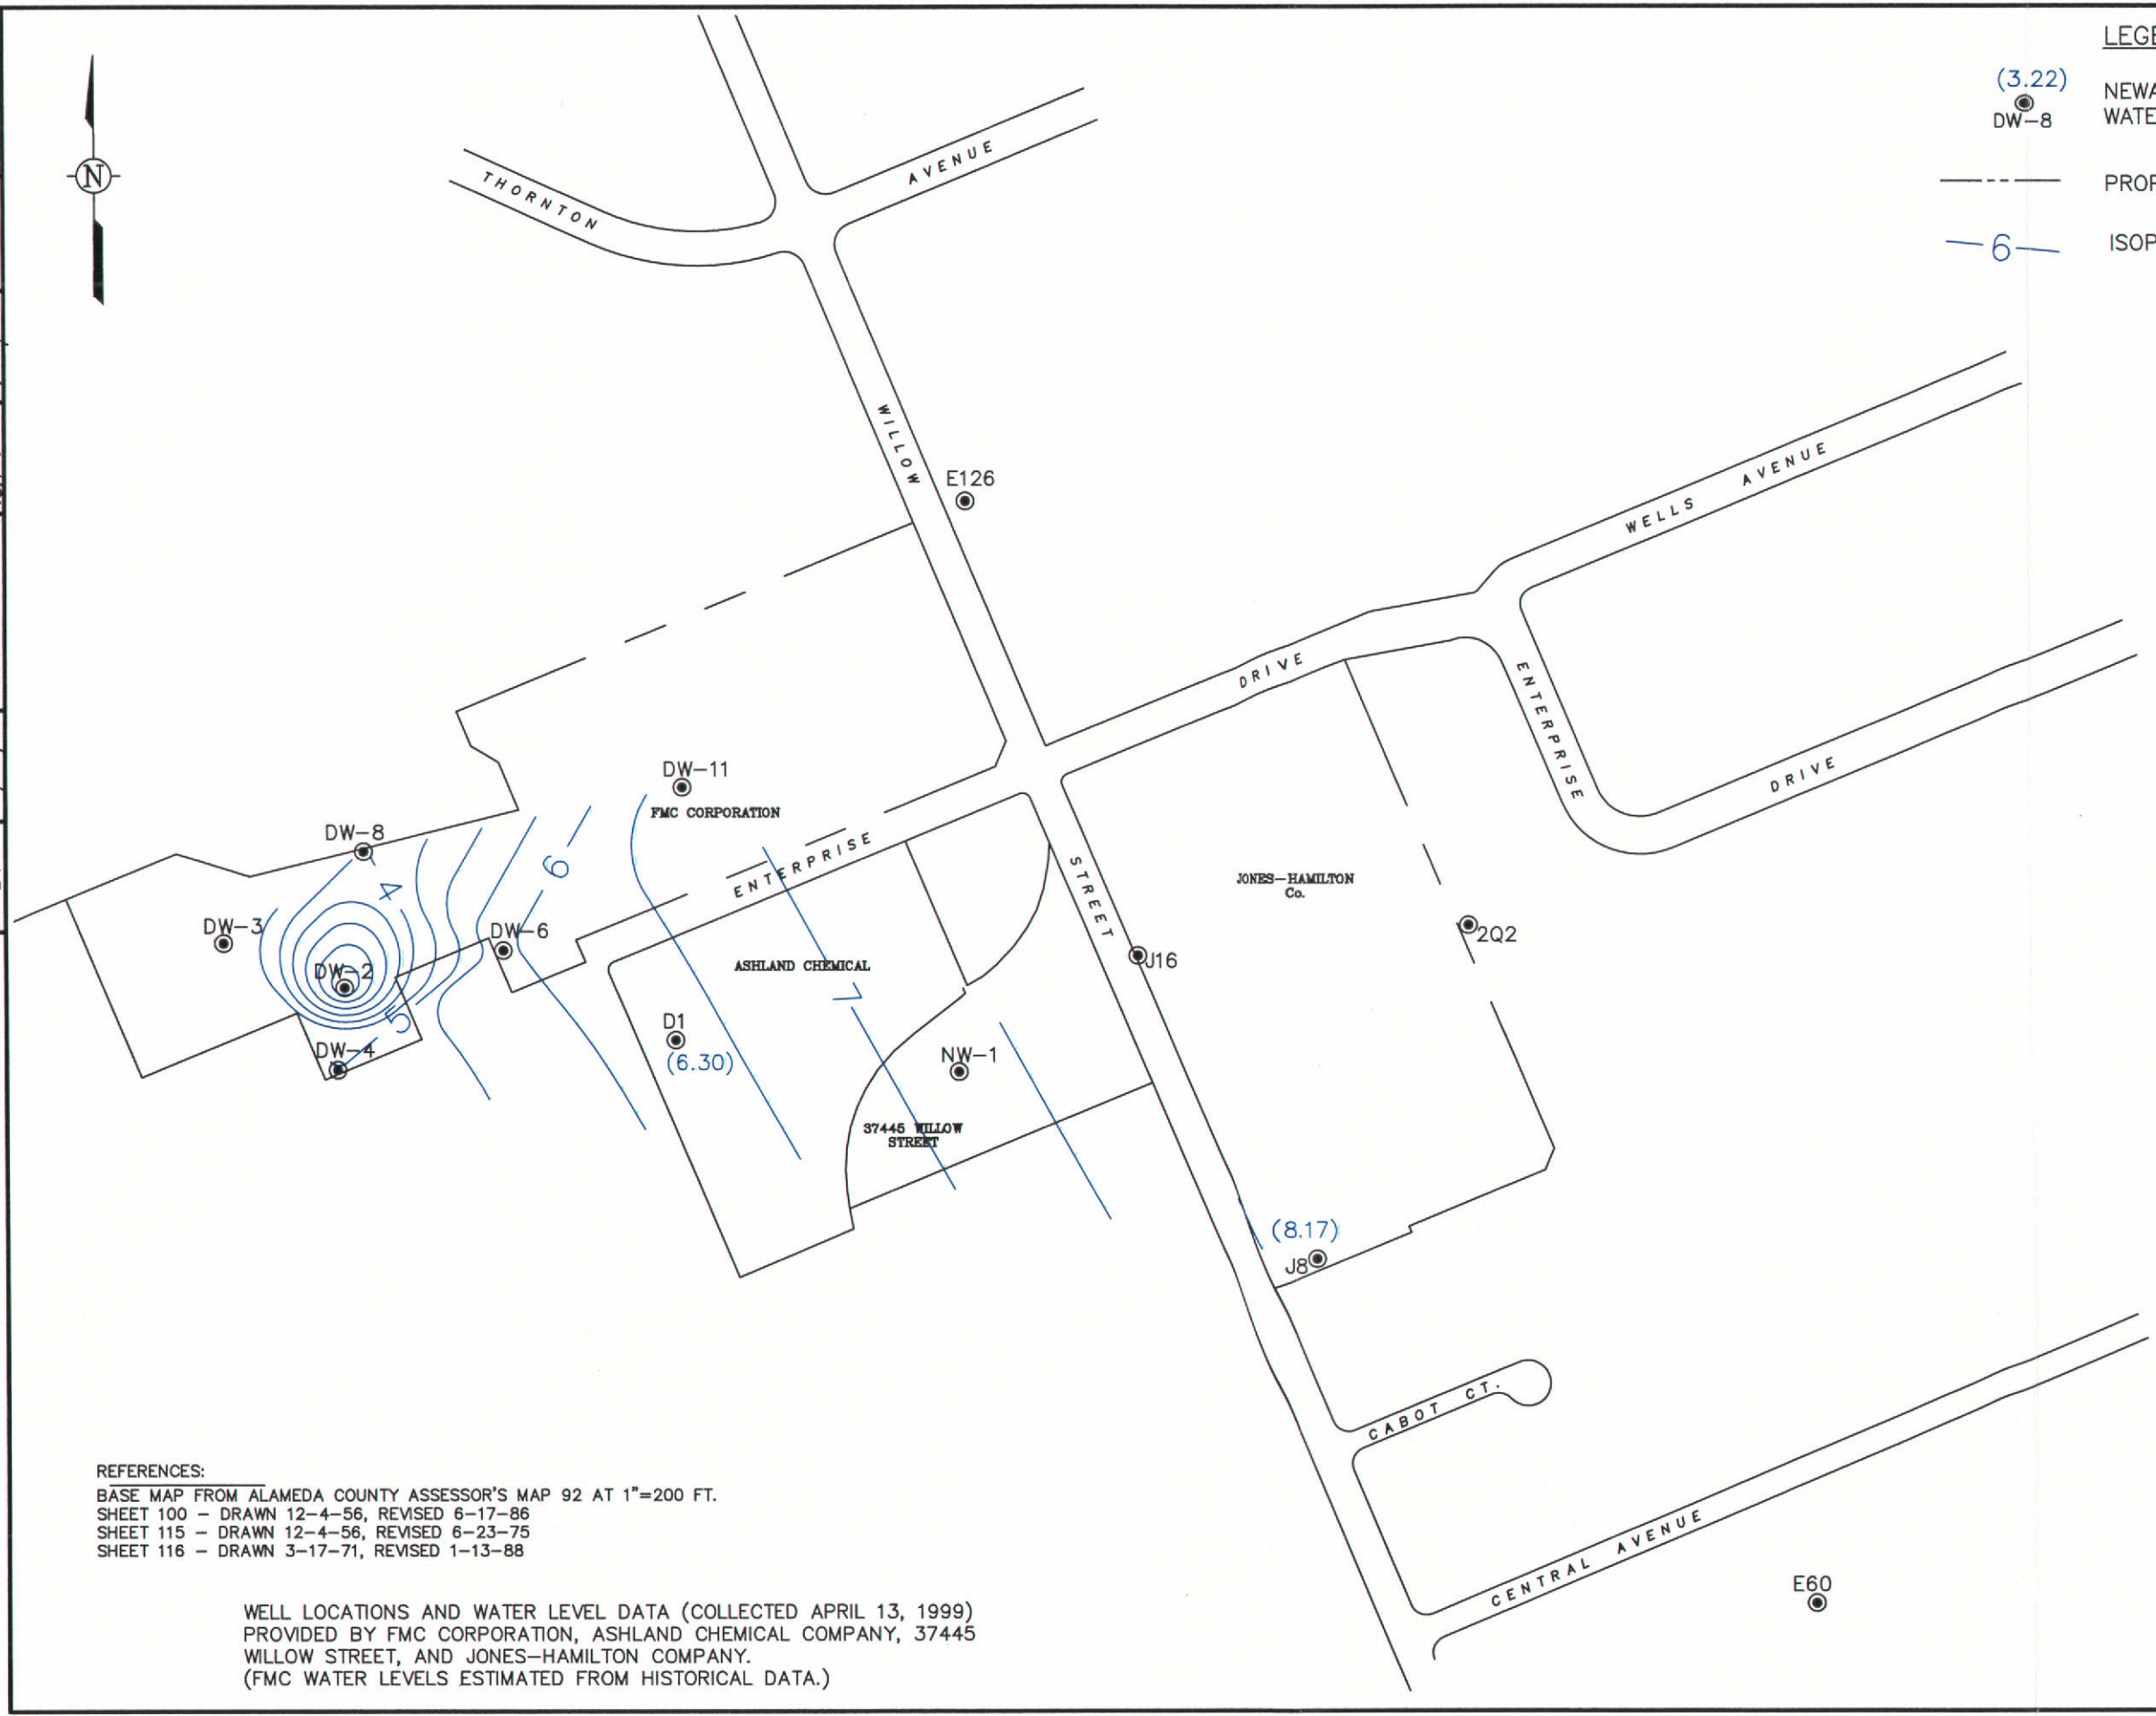 LEGE
(3.22)
DW-8
NEWA
WATE
PROP
6
ISOP
N
THORNTON
AVENUE
WILLOW
E126
WELLS AVENUE
DRIVE
ENTERPRISE
DRIVE
DW-11
FMC CORPORATION
DW-8
6
4
ENTERPRISE
STREET
JONES-HAMILTON
Co.
DW-3
DW-6
2Q2
J16
ASHLAND CHEMICAL
DW-2
7
5
D1
(6.30)
DW-4
NW-1
37445 WILLOW
STREET
(8.17)
J8
CABOT CT.
CENTRAL AVENUE
E60
REFERENCES:
BASE MAP FROM ALAMEDA COUNTY ASSESSOR'S MAP 92 AT 1"=200 FT.
SHEET 100 - DRAWN 12-4-56, REVISED 6-17-86
SHEET 115 - DRAWN 12-4-56, REVISED 6-23-75
SHEET 116 - DRAWN 3-17-71, REVISED 1-13-88
WELL LOCATIONS AND WATER LEVEL DATA (COLLECTED APRIL 13, 1999)
PROVIDED BY FMC CORPORATION, ASHLAND CHEMICAL COMPANY, 37445
WILLOW STREET, AND JONES-HAMILTON COMPANY.
(FMC WATER LEVELS ESTIMATED FROM HISTORICAL DATA.)